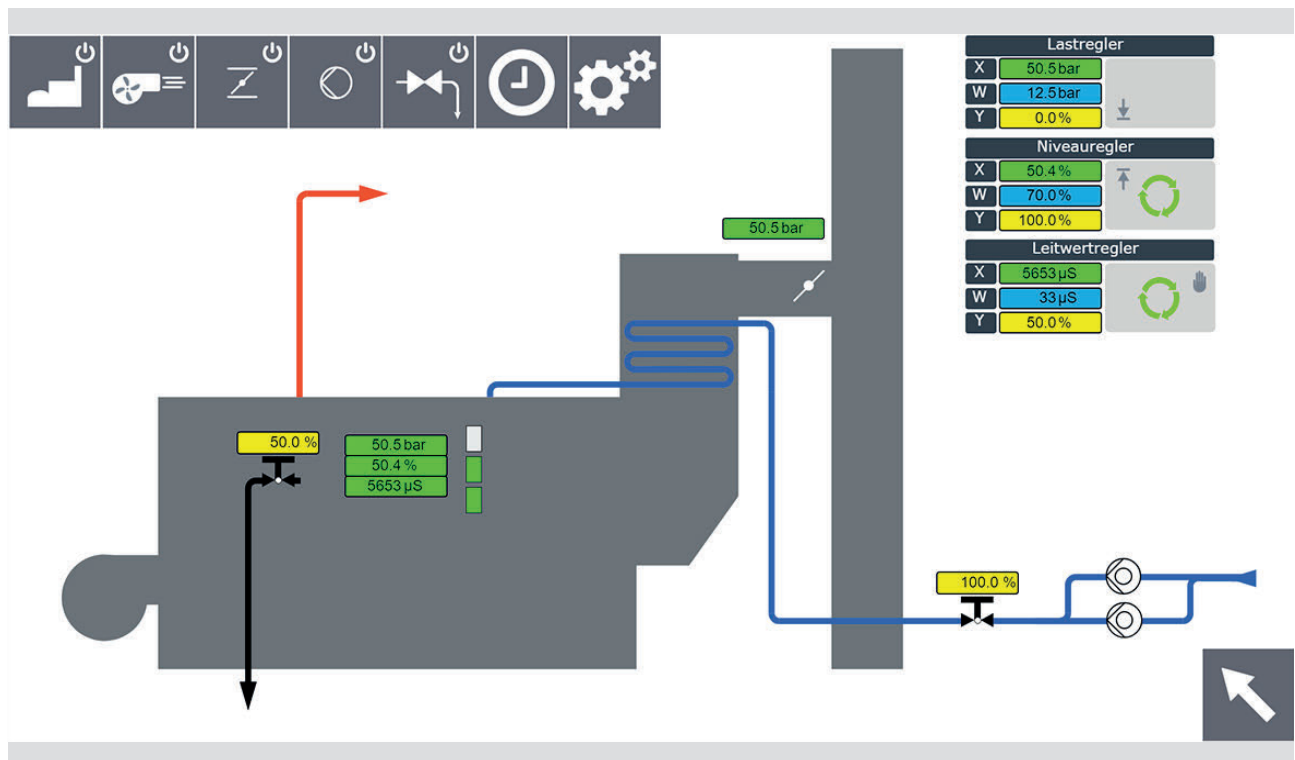 Lastregler
X 50.5 bar
W 12.5 bar
Y 0.0 %
Niveauregler
X 50.4 %
W 70.0 %
Y 100.0 %
Leitwertregler
X 5653 µS
W 33 µS
Y 50.0 %
50.5 bar
50.0 %
50.5 bar
50.4 %
5653 µS
100.0 %